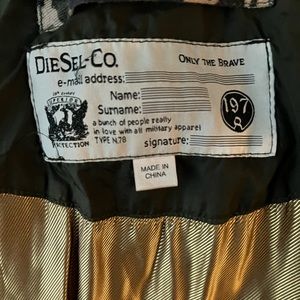 DIESEL-CO.
ONLY THE BRAVE
e-mail address:
Name:
Surname:
197
8
SUPERIOR
a bunch of people really
in love with all military apparel
TYPE N.78
signature:
MADE IN
CHINA